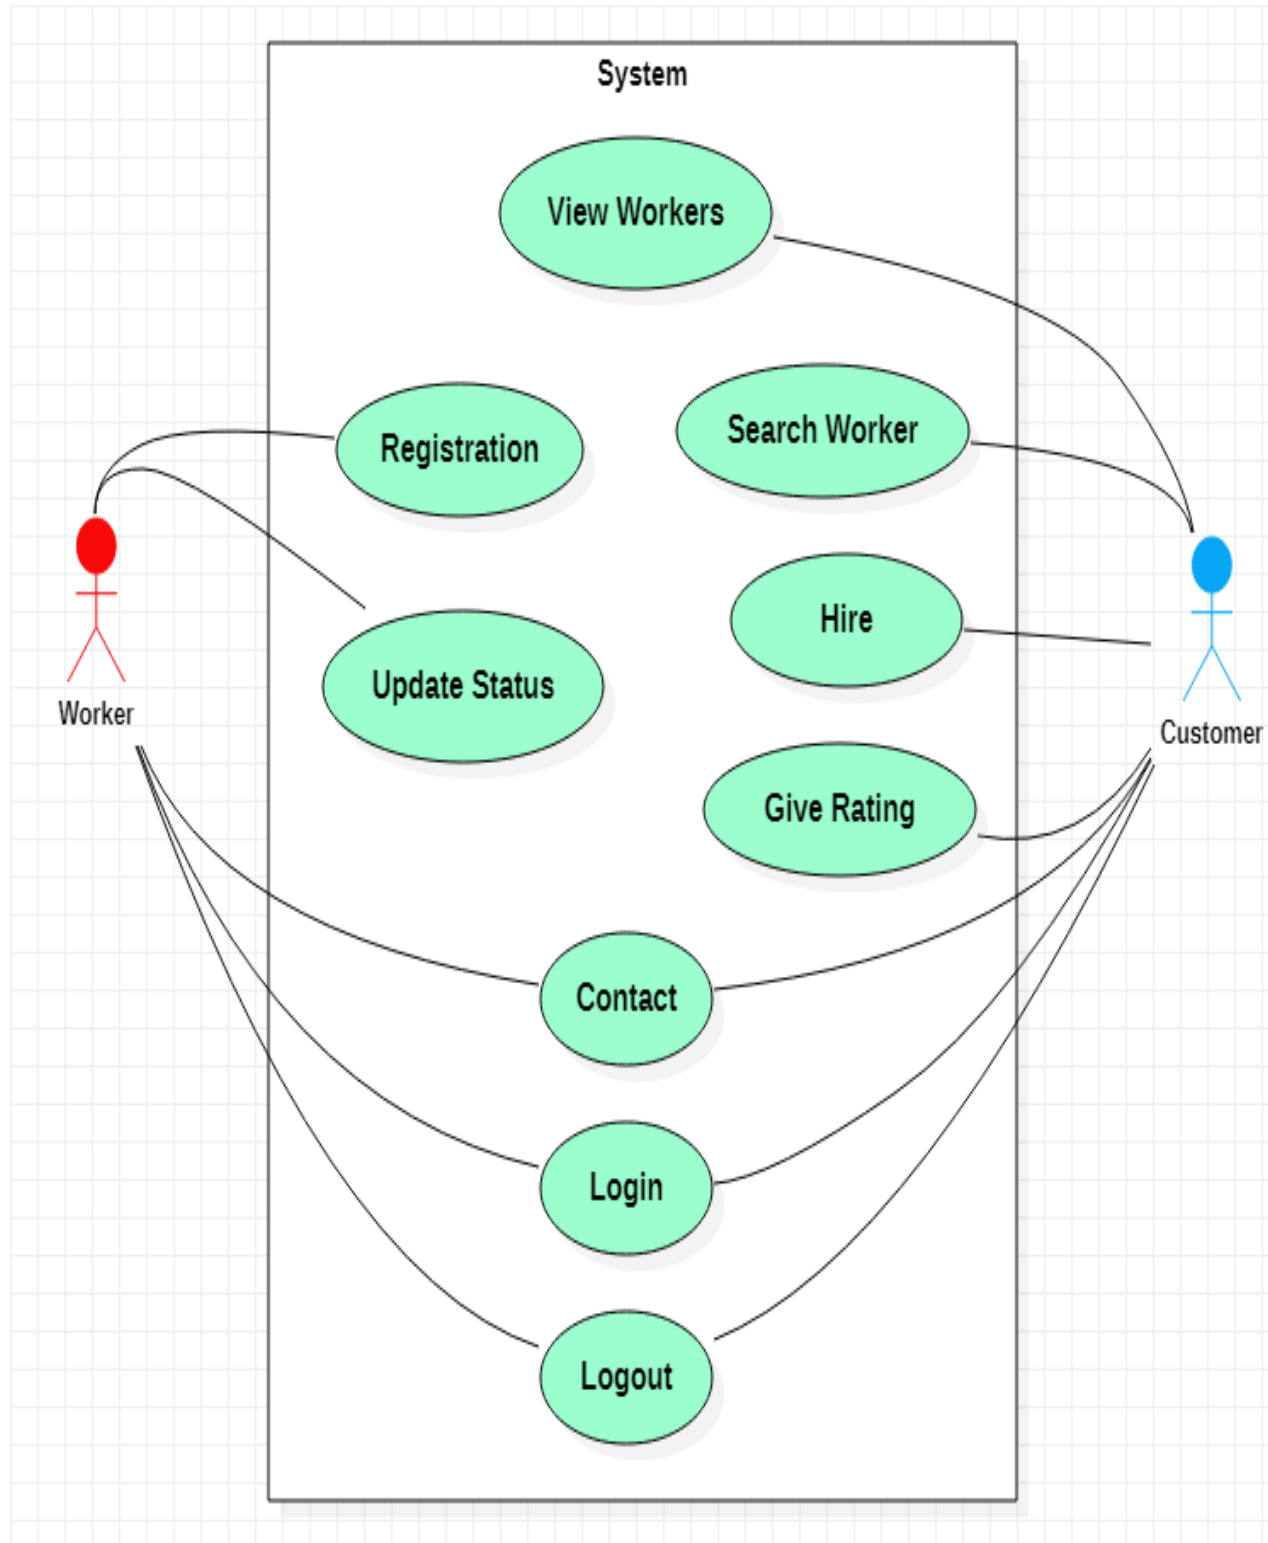 System
View Workers
Search Worker
Registration
Hire
Update Status
Worker
Customer
Give Rating
Contact
Login
Logout